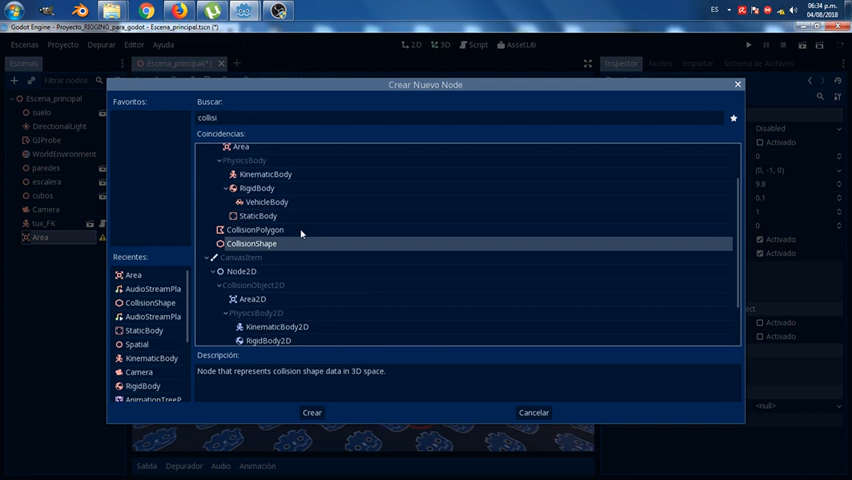 ES
06:34 p.m.
04/08/2018
Godot Engine - Proyecto_RIGGING_para_godot - Escena_principal.tscn (*)
Escenas
Proyecto
Depurar
Editor
Ayuda
2D
3D
Script
AssetLib
Escenas
Escena_principal(*)
Inspector
Nodos
Importar
Sistema de Archivos
Filtrar nodos
Crear Nuevo Node
Escena_principal
suelo
DirectionalLight
GIProbe
WorldEnvironment
paredes
escalera
cubos
Camera
tux_FK
Area
Favoritos:
Buscar:
collisi
Coincidencias:
Area
PhysicsBody
KinematicBody
RigidBody
VehicleBody
StaticBody
CollisionPolygon
CollisionShape
CanvasItem
Node2D
CollisionObject2D
Area2D
PhysicsBody2D
KinematicBody2D
RigidBody2D
Recientes:
Area
AudioStreamPla
CollisionShape
AudioStreamPla
StaticBody
Spatial
KinematicBody
Camera
RigidBody
AnimationTreeP
Descripción:
Node that represents collision shape data in 3D space.
Crear
Cancelar
Disabled
Activado
0
(0, -1, 0)
9.8
0.1
1
0
Activado
Activado
Activado
Activado
Activado
<null>
Salida
Depurador
Audio
Animación